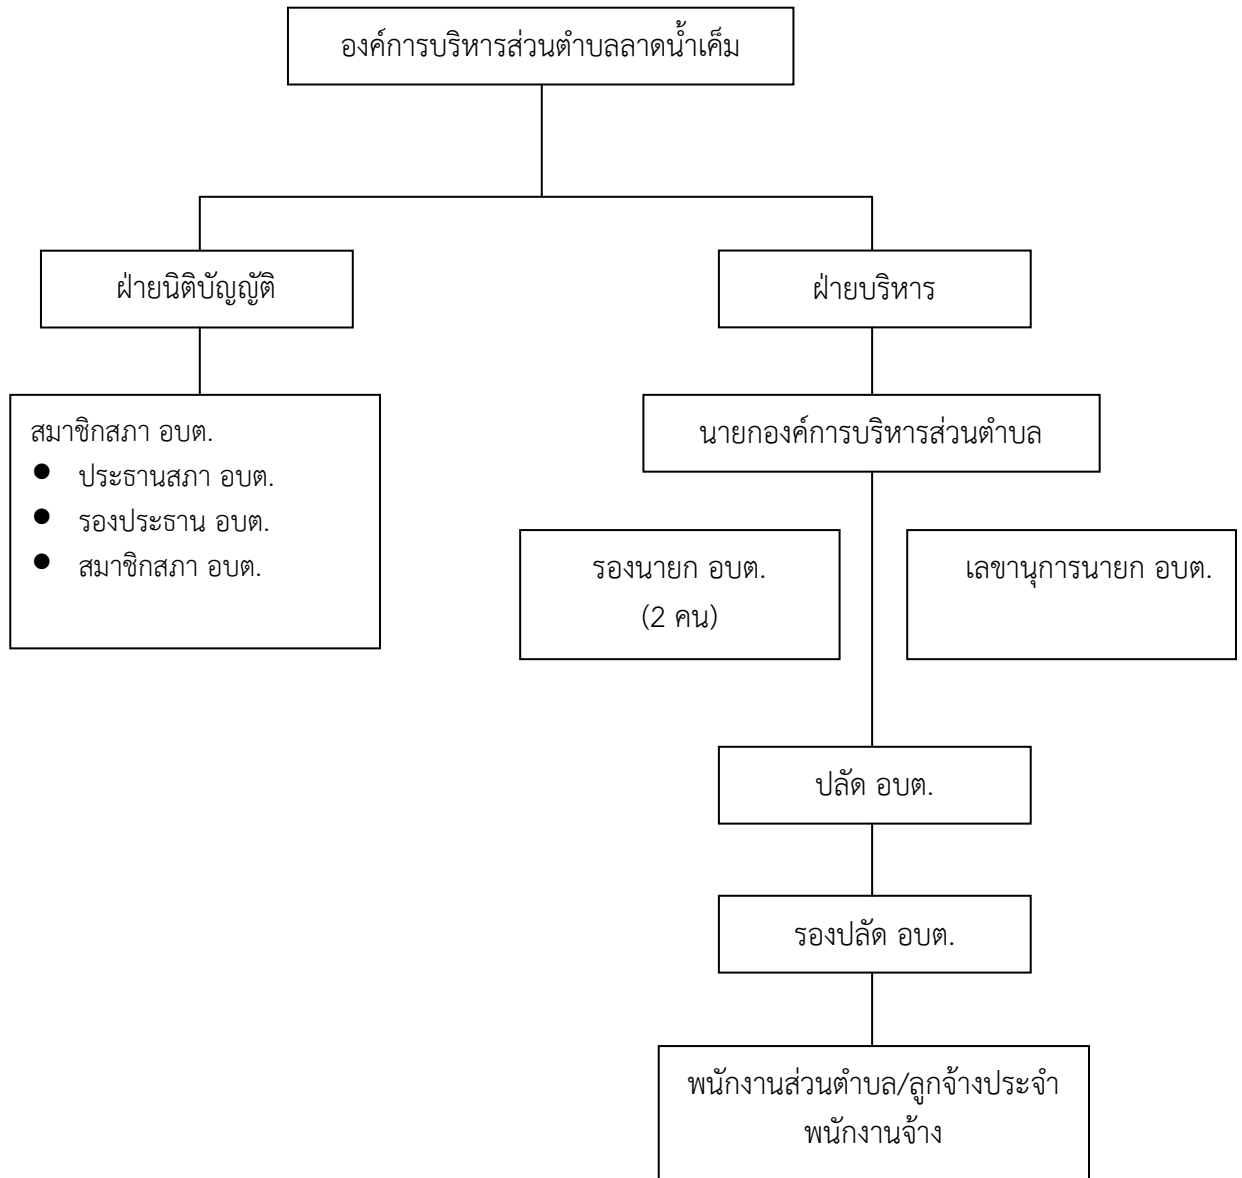 องค์การบริหารส่วนตำบลลาดน้ำเค็ม
ฝ่ายนิติบัญญัติ
ฝ่ายบริหาร
สมาชิกสภา อบต.
● ประธานสภา อบต.
● รองประธาน อบต.
● สมาชิกสภา อบต.
นายกองค์การบริหารส่วนตำบล
รองนายก อบต.
(2 คน)
เลขานุการนายก อบต.
ปลัด อบต.
รองปลัด อบต.
พนักงานส่วนตำบล/ลูกจ้างประจำ
พนักงานจ้าง